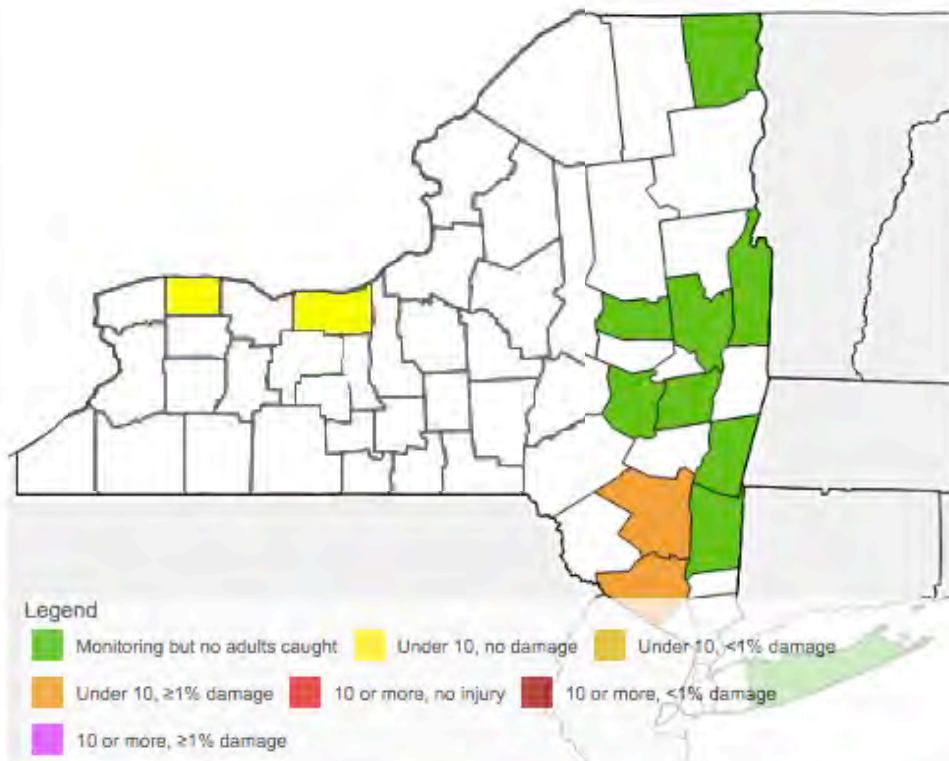 Legend
Monitoring but no adults caught Under 10, no damage Under 10, <1% damage
Under 10, ≥1% damage 10 or more, no injury 10 or more, <1% damage
10 or more, ≥1% damage